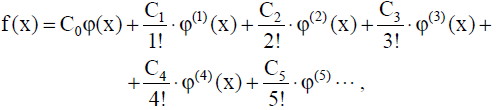 f(x) = C₀φ(x) + C₁/1! · φ⁽¹⁾(x) + C₂/2! · φ⁽²⁾(x) + C₃/3! · φ⁽³⁾(x) +
+ C₄/4! · φ⁽⁴⁾(x) + C₅/5! · φ⁽⁵⁾ ⋯ ,